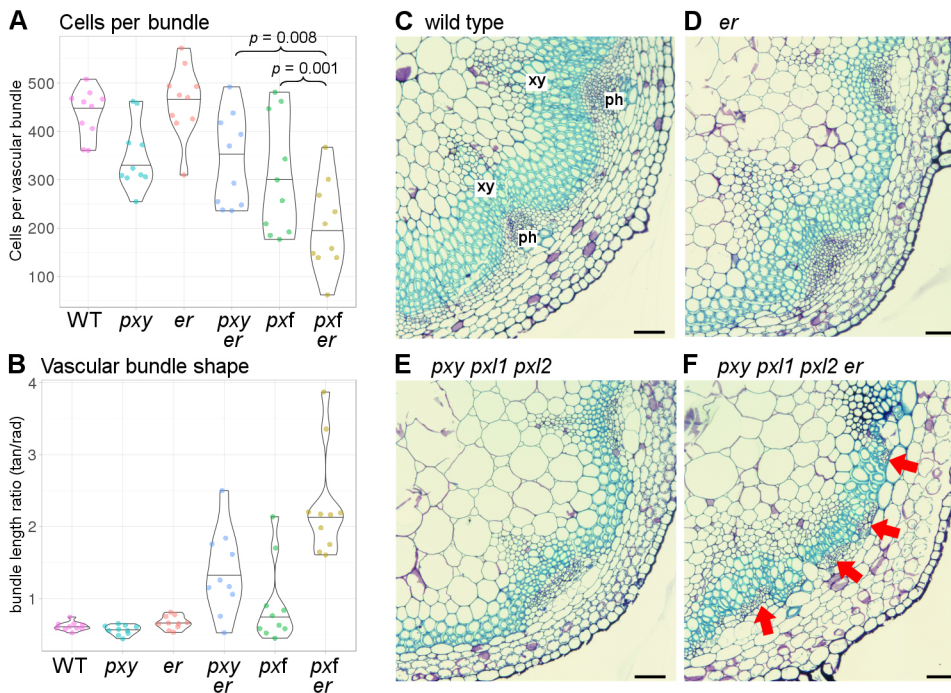 A Cells per bundle
p = 0.008
p = 0.001
Cells per vascular bundle
500
400
300
200
100
WT pxy er pxy er pxf pxf er
B Vascular bundle shape
bundle length ratio (tan/rad)
4
3
2
1
WT pxy er pxy er pxf pxf er
C wild type
xy
ph
xy
ph
D er
E pxy pxl1 pxl2
F pxy pxl1 pxl2 er